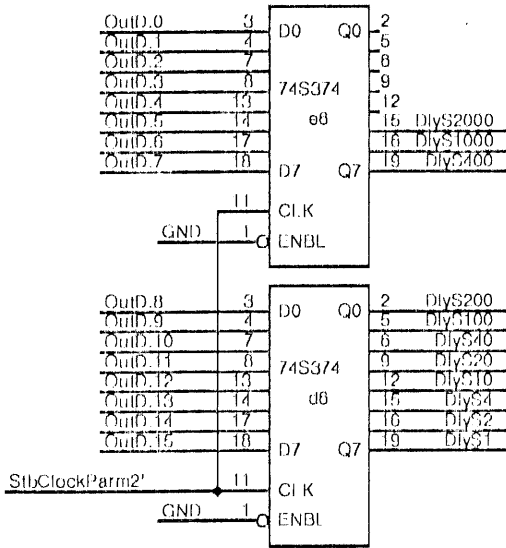 OutD.0 3 D0 Q0 2
OutD.1 4 5
OutD.2 7 6
OutD.3 8 74S374 9
OutD.4 13 e6 12
OutD.5 14 15 DlyS2000
OutD.6 17 16 DlyS1000
OutD.7 18 D7 Q7 19 DlyS400
11 CLK
GND 1 ENBL
OutD.8 3 D0 Q0 2 DlyS200
OutD.9 4 5 DlyS100
OutD.10 7 6 DlyS40
OutD.11 8 74S374 9 DlyS20
OutD.12 13 d6 12 DlyS10
OutD.13 14 15 DlyS4
OutD.14 17 16 DlyS2
OutD.15 18 D7 Q7 19 DlyS1
StbClockParm2' 11 CLK
GND 1 ENBL